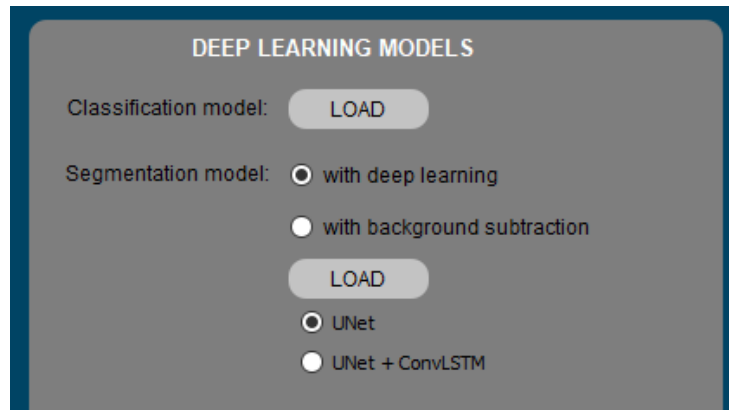 DEEP LEARNING MODELS
Classification model: LOAD
Segmentation model: with deep learning
with background subtraction
LOAD
UNet
UNet + ConvLSTM